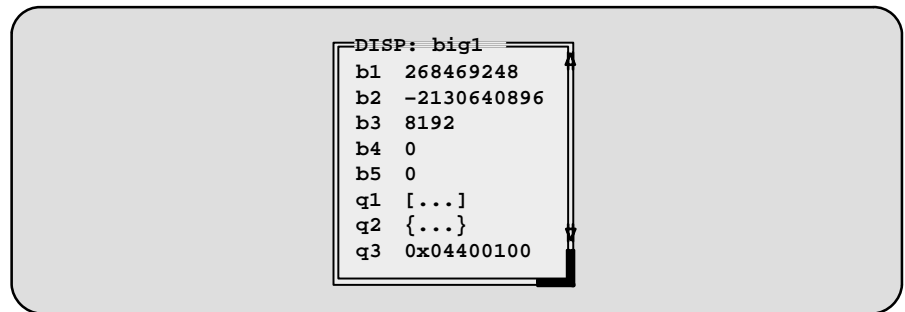 DISP: big1
b1 268469248
b2 -2130640896
b3 8192
b4 0
b5 0
q1 [...]
q2 {...}
q3 0x04400100